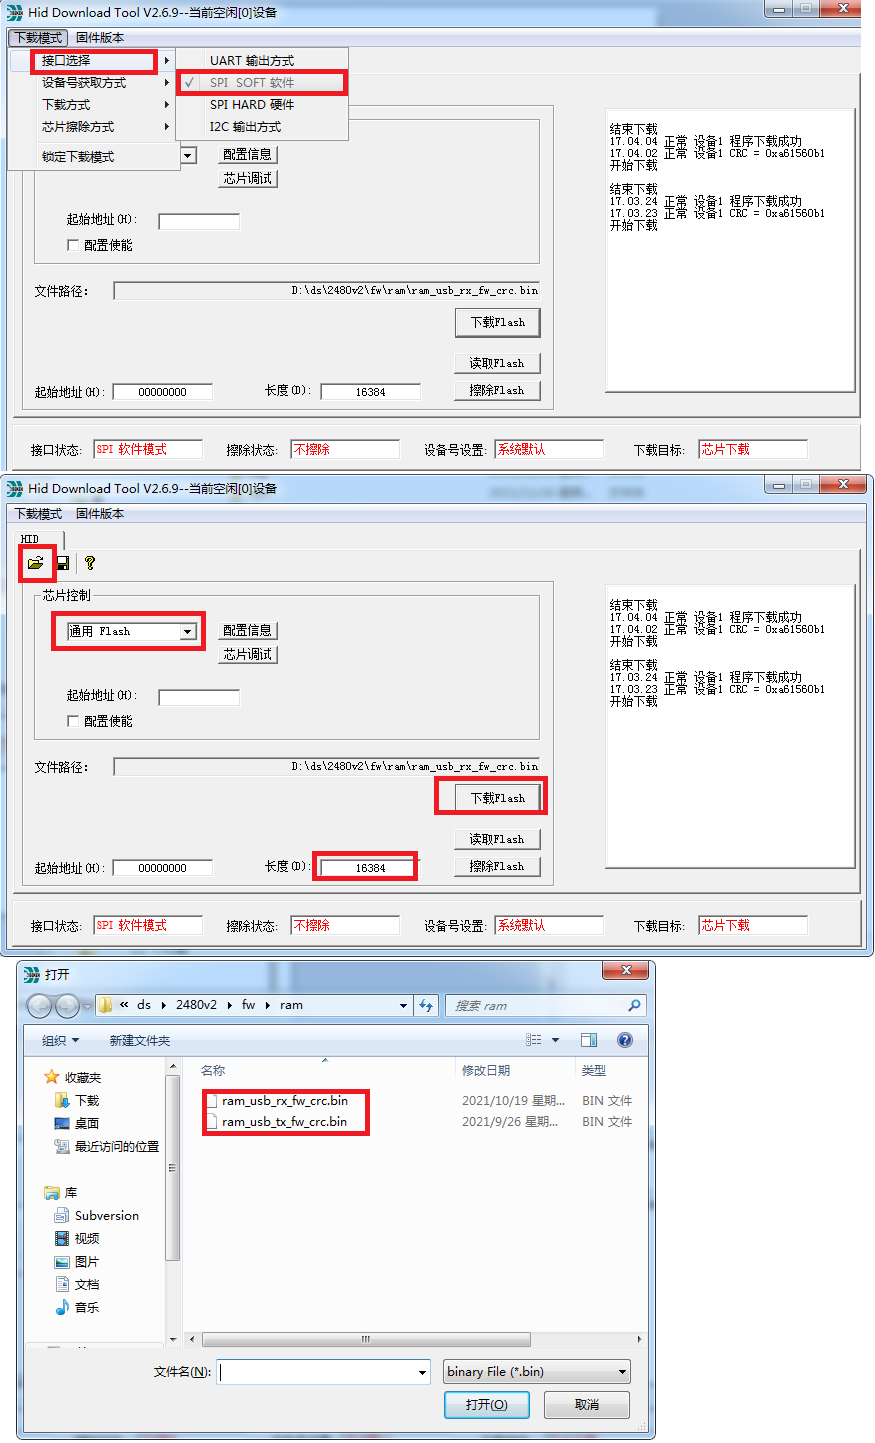 Hid Download Tool V2.6.9--当前空闲[0]设备
下载模式 固件版本
接口选择
设备号获取方式
下载方式
芯片擦除方式
锁定下载模式
UART 输出方式
SPI SOFT 软件
SPI HARD 硬件
I2C 输出方式
配置信息
芯片调试
起始地址(H):
配置使能
文件路径: D:\ds\2480v2\fw\ram\ram_usb_rx_fw_crc.bin
下载Flash
读取Flash
起始地址(H): 00000000 长度(D): 16384 擦除Flash
结束下载
17.04.04 正常 设备1 程序下载成功
17.04.02 正常 设备1 CRC = 0xa61560b1
开始下载
结束下载
17.03.24 正常 设备1 程序下载成功
17.03.23 正常 设备1 CRC = 0xa61560b1
开始下载
接口状态: SPI 软件模式 擦除状态: 不擦除 设备号设置: 系统默认 下载目标: 芯片下载
Hid Download Tool V2.6.9--当前空闲[0]设备
下载模式 固件版本
HID
芯片控制
通用 Flash 配置信息
芯片调试
起始地址(H):
配置使能
文件路径: D:\ds\2480v2\fw\ram\ram_usb_rx_fw_crc.bin
下载Flash
读取Flash
起始地址(H): 00000000 长度(D): 16384 擦除Flash
结束下载
17.04.04 正常 设备1 程序下载成功
17.04.02 正常 设备1 CRC = 0xa61560b1
开始下载
结束下载
17.03.24 正常 设备1 程序下载成功
17.03.23 正常 设备1 CRC = 0xa61560b1
开始下载
接口状态: SPI 软件模式 擦除状态: 不擦除 设备号设置: 系统默认 下载目标: 芯片下载
打开
« ds 2480v2 fw ram 搜索 ram
组织 新建文件夹
收藏夹
下载
桌面
最近访问的位置
库
Subversion
视频
图片
文档
音乐
名称 修改日期 类型
ram_usb_rx_fw_crc.bin 2021/10/19 星期... BIN 文件
ram_usb_tx_fw_crc.bin 2021/9/26 星期... BIN 文件
文件名(N): binary File (*.bin)
打开(O) 取消